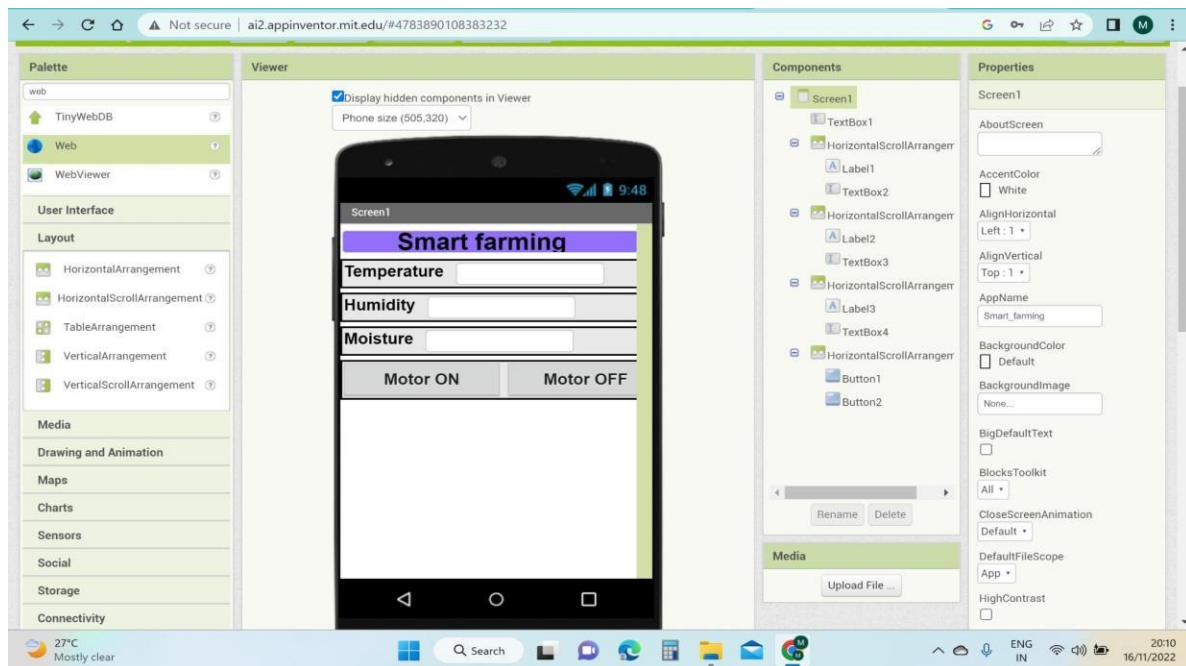 Not secure
ai2.appinventor.mit.edu/#4783890108383232
G
M
Palette
web
TinyWebDB
Web
WebViewer
User Interface
Layout
HorizontalArrangement
HorizontalScrollArrangement
TableArrangement
VerticalArrangement
VerticalScrollArrangement
Media
Drawing and Animation
Maps
Charts
Sensors
Social
Storage
Connectivity
Viewer
Display hidden components in Viewer
Phone size (505,320)
9:48
Screen1
Smart farming
Temperature
Humidity
Moisture
Motor ON Motor OFF
Components
Screen1
TextBox1
HorizontalScrollArrangem
Label1
TextBox2
HorizontalScrollArrangem
Label2
TextBox3
HorizontalScrollArrangem
Label3
TextBox4
HorizontalScrollArrangem
Button1
Button2
Rename Delete
Media
Upload File ...
Properties
Screen1
AboutScreen
AccentColor
White
AlignHorizontal
Left : 1
AlignVertical
Top : 1
AppName
Smart_farming
BackgroundColor
Default
BackgroundImage
None...
BigDefaultText
BlocksToolkit
All
CloseScreenAnimation
Default
DefaultFileScope
App
HighContrast
27°C
Mostly clear
Search
M
ENG
IN
20:10
16/11/2022